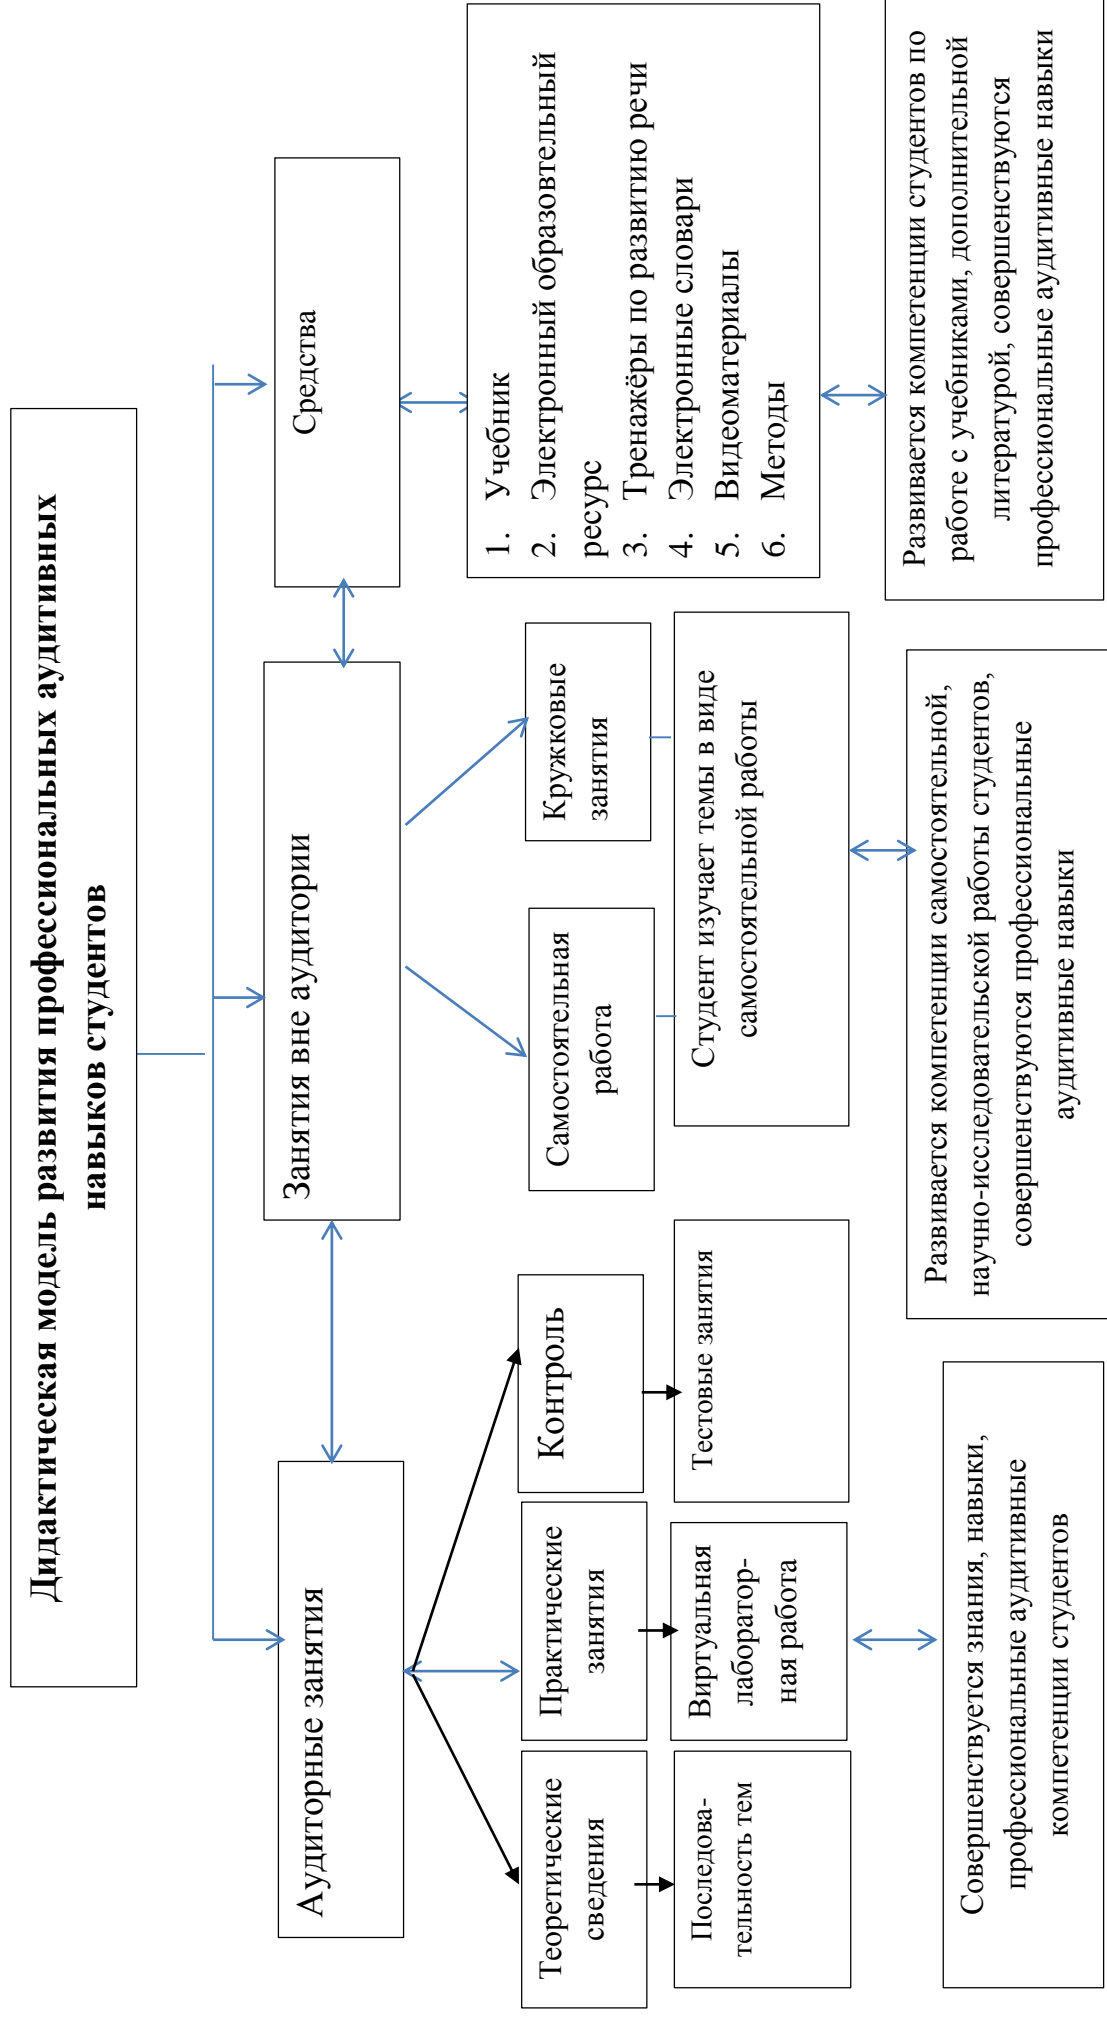 Дидактическая модель развития профессиональных аудитивных
навыков студентов
Аудиторные занятия
Занятия вне аудитории
Средства
Теоретические
сведения
Практические
занятия
Контроль
Самостоятельная
работа
Кружковые
занятия
1. Учебник
2. Электронный образовтельный
ресурс
3. Тренажёры по развитию речи
4. Электронные словари
5. Видеоматериалы
6. Методы
Последова-
тельность тем
Виртуальная
лаборатор-
ная работа
Тестовые занятия
Студент изучает темы в виде
самостоятельной работы
Совершенствуется знания, навыки,
профессиональные аудитивные
компетенции студентов
Развивается компетенции самостоятельной,
научно-исследовательской работы студентов,
совершенствуются профессиональные
аудитивные навыки
Развивается компетенции студентов по
работе с учебниками, дополнительной
литературой, совершенствуются
профессиональные аудитивные навыки